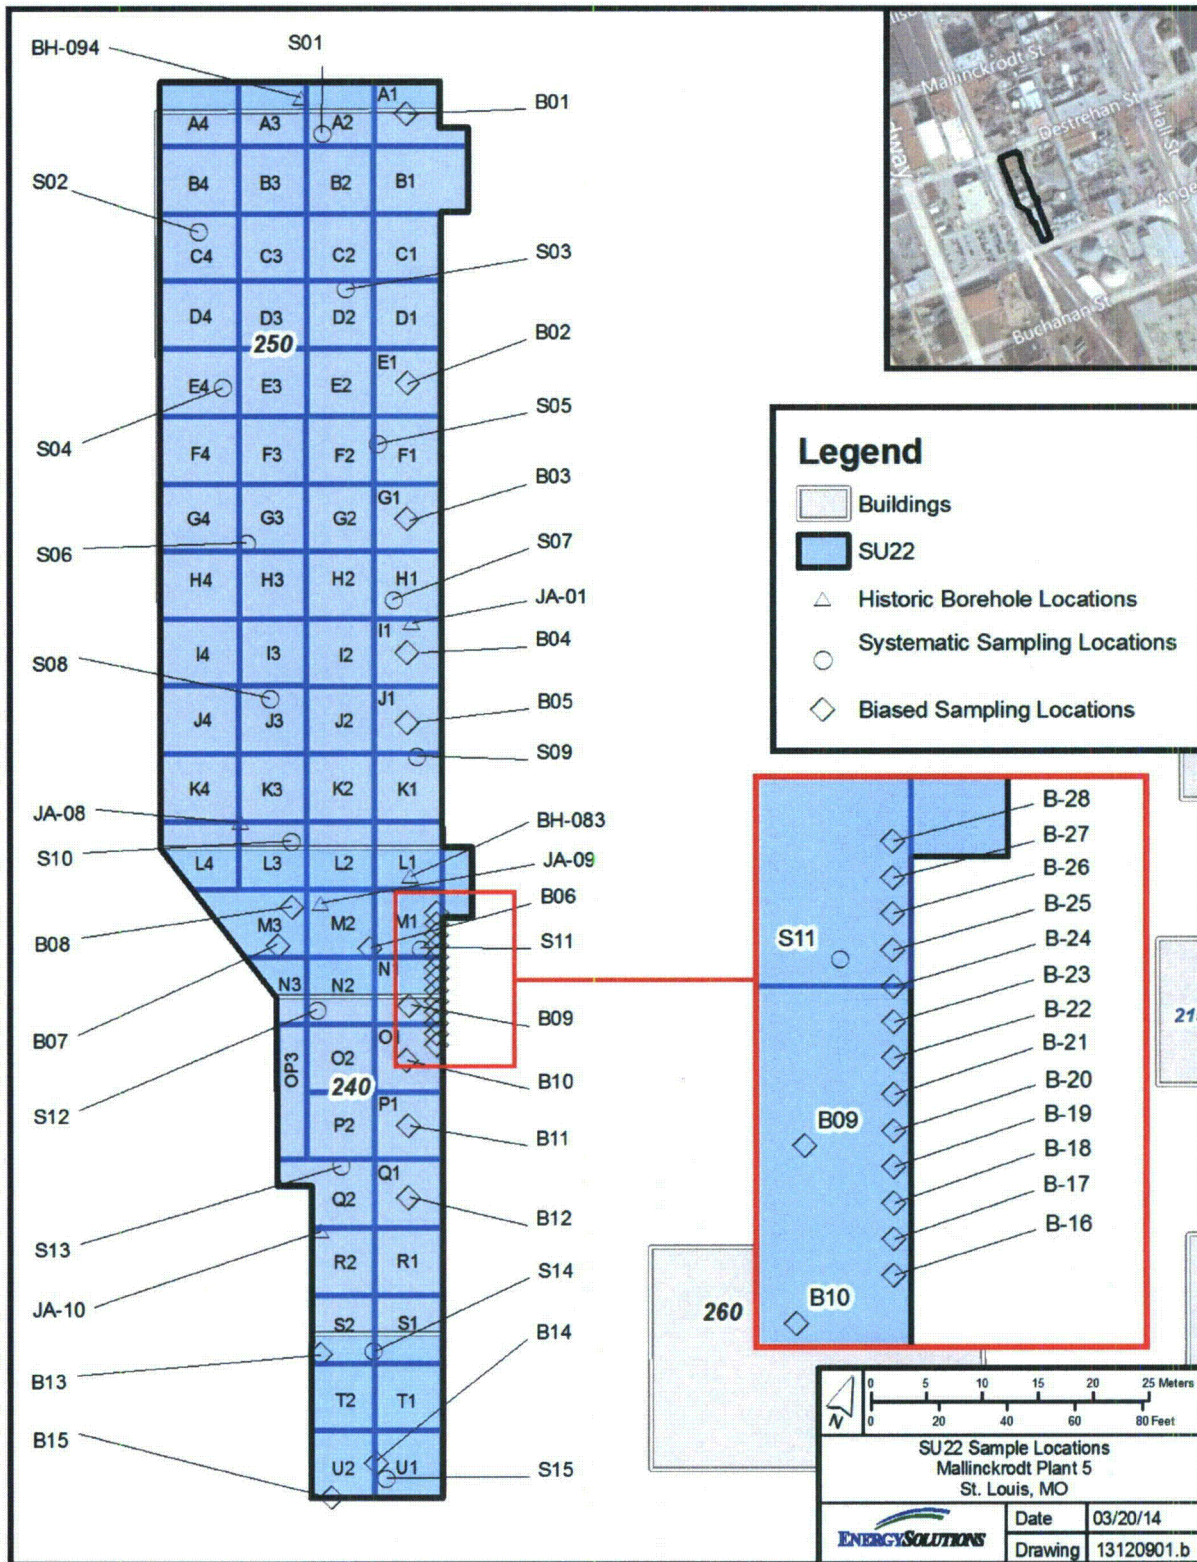 BH-094
S01
B01
S02
S03
B02
S04
S05
B03
S06
S07
JA-01
B04
S08
B05
S09
JA-08
S10
BH-083
JA-09
B06
B08
S11
B07
B09
S12
B10
B11
B12
S13
JA-10
S14
B14
B13
B15
S15
A4 A3 A2 A1
B4 B3 B2 B1
C4 C3 C2 C1
D4 D3 D2 D1
250
E4 E3 E2 E1
F4 F3 F2 F1
G4 G3 G2 G1
H4 H3 H2 H1
I4 I3 I2 I1
J4 J3 J2 J1
K4 K3 K2 K1
L4 L3 L2 L1
M3 M2 M1
N3 N2
OP3 O2 O1
240
P2 P1
Q2 Q1
R2 R1
S2 S1
T2 T1
U2 U1
Mallinckrodt St
Destrehan St
Hall St
Buchanan St
Legend
Buildings
SU22
Historic Borehole Locations
Systematic Sampling Locations
Biased Sampling Locations
B-28
B-27
B-26
B-25
S11
B-24
B-23
B-22
B-21
B-20
B09
B-19
B-18
B-17
B-16
B10
260
N
0 5 10 15 20 25 Meters
0 20 40 60 80 Feet
SU22 Sample Locations
Mallinckrodt Plant 5
St. Louis, MO
ENERGYSOLUTIONS
Date 03/20/14
Drawing 13120901.b